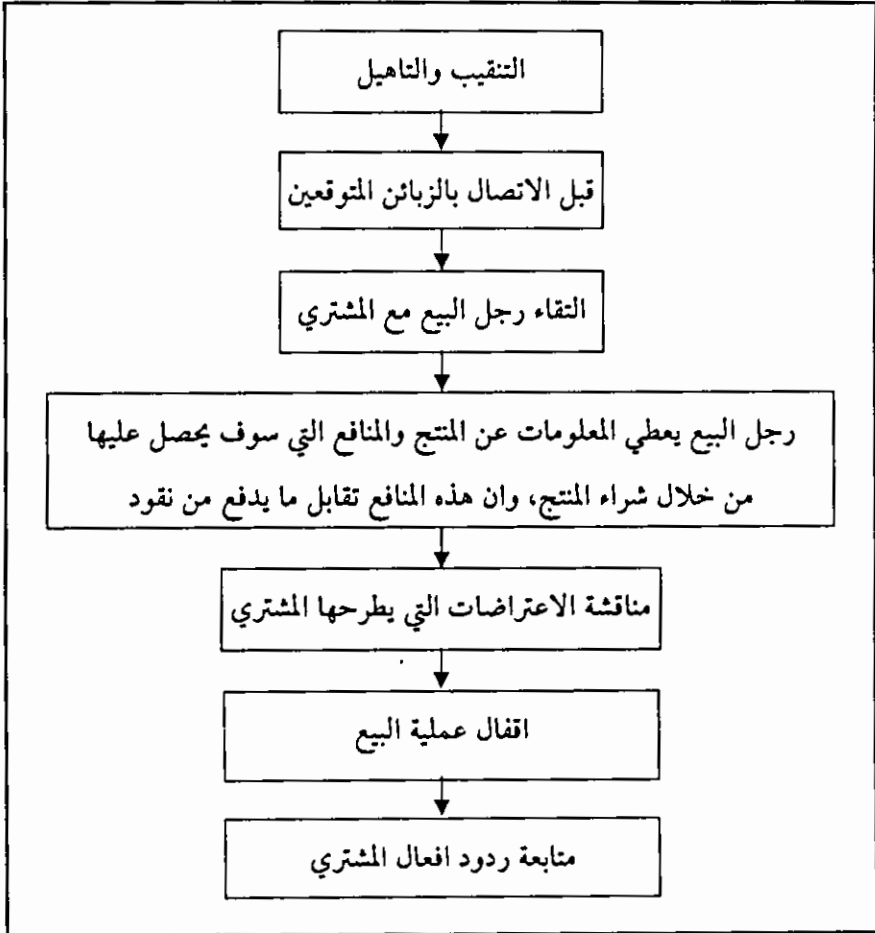 التنقيب والتاهيل
قبل الاتصال بالزبائن المتوقعين
التقاء رجل البيع مع المشتري
رجل البيع يعطي المعلومات عن المنتج والمنافع التي سوف يحصل عليها
من خلال شراء المنتج، وان هذه المنافع تقابل ما يدفع من نقود
مناقشة الاعتراضات التي يطرحها المشتري
اقفال عملية البيع
متابعة ردود افعال المشتري